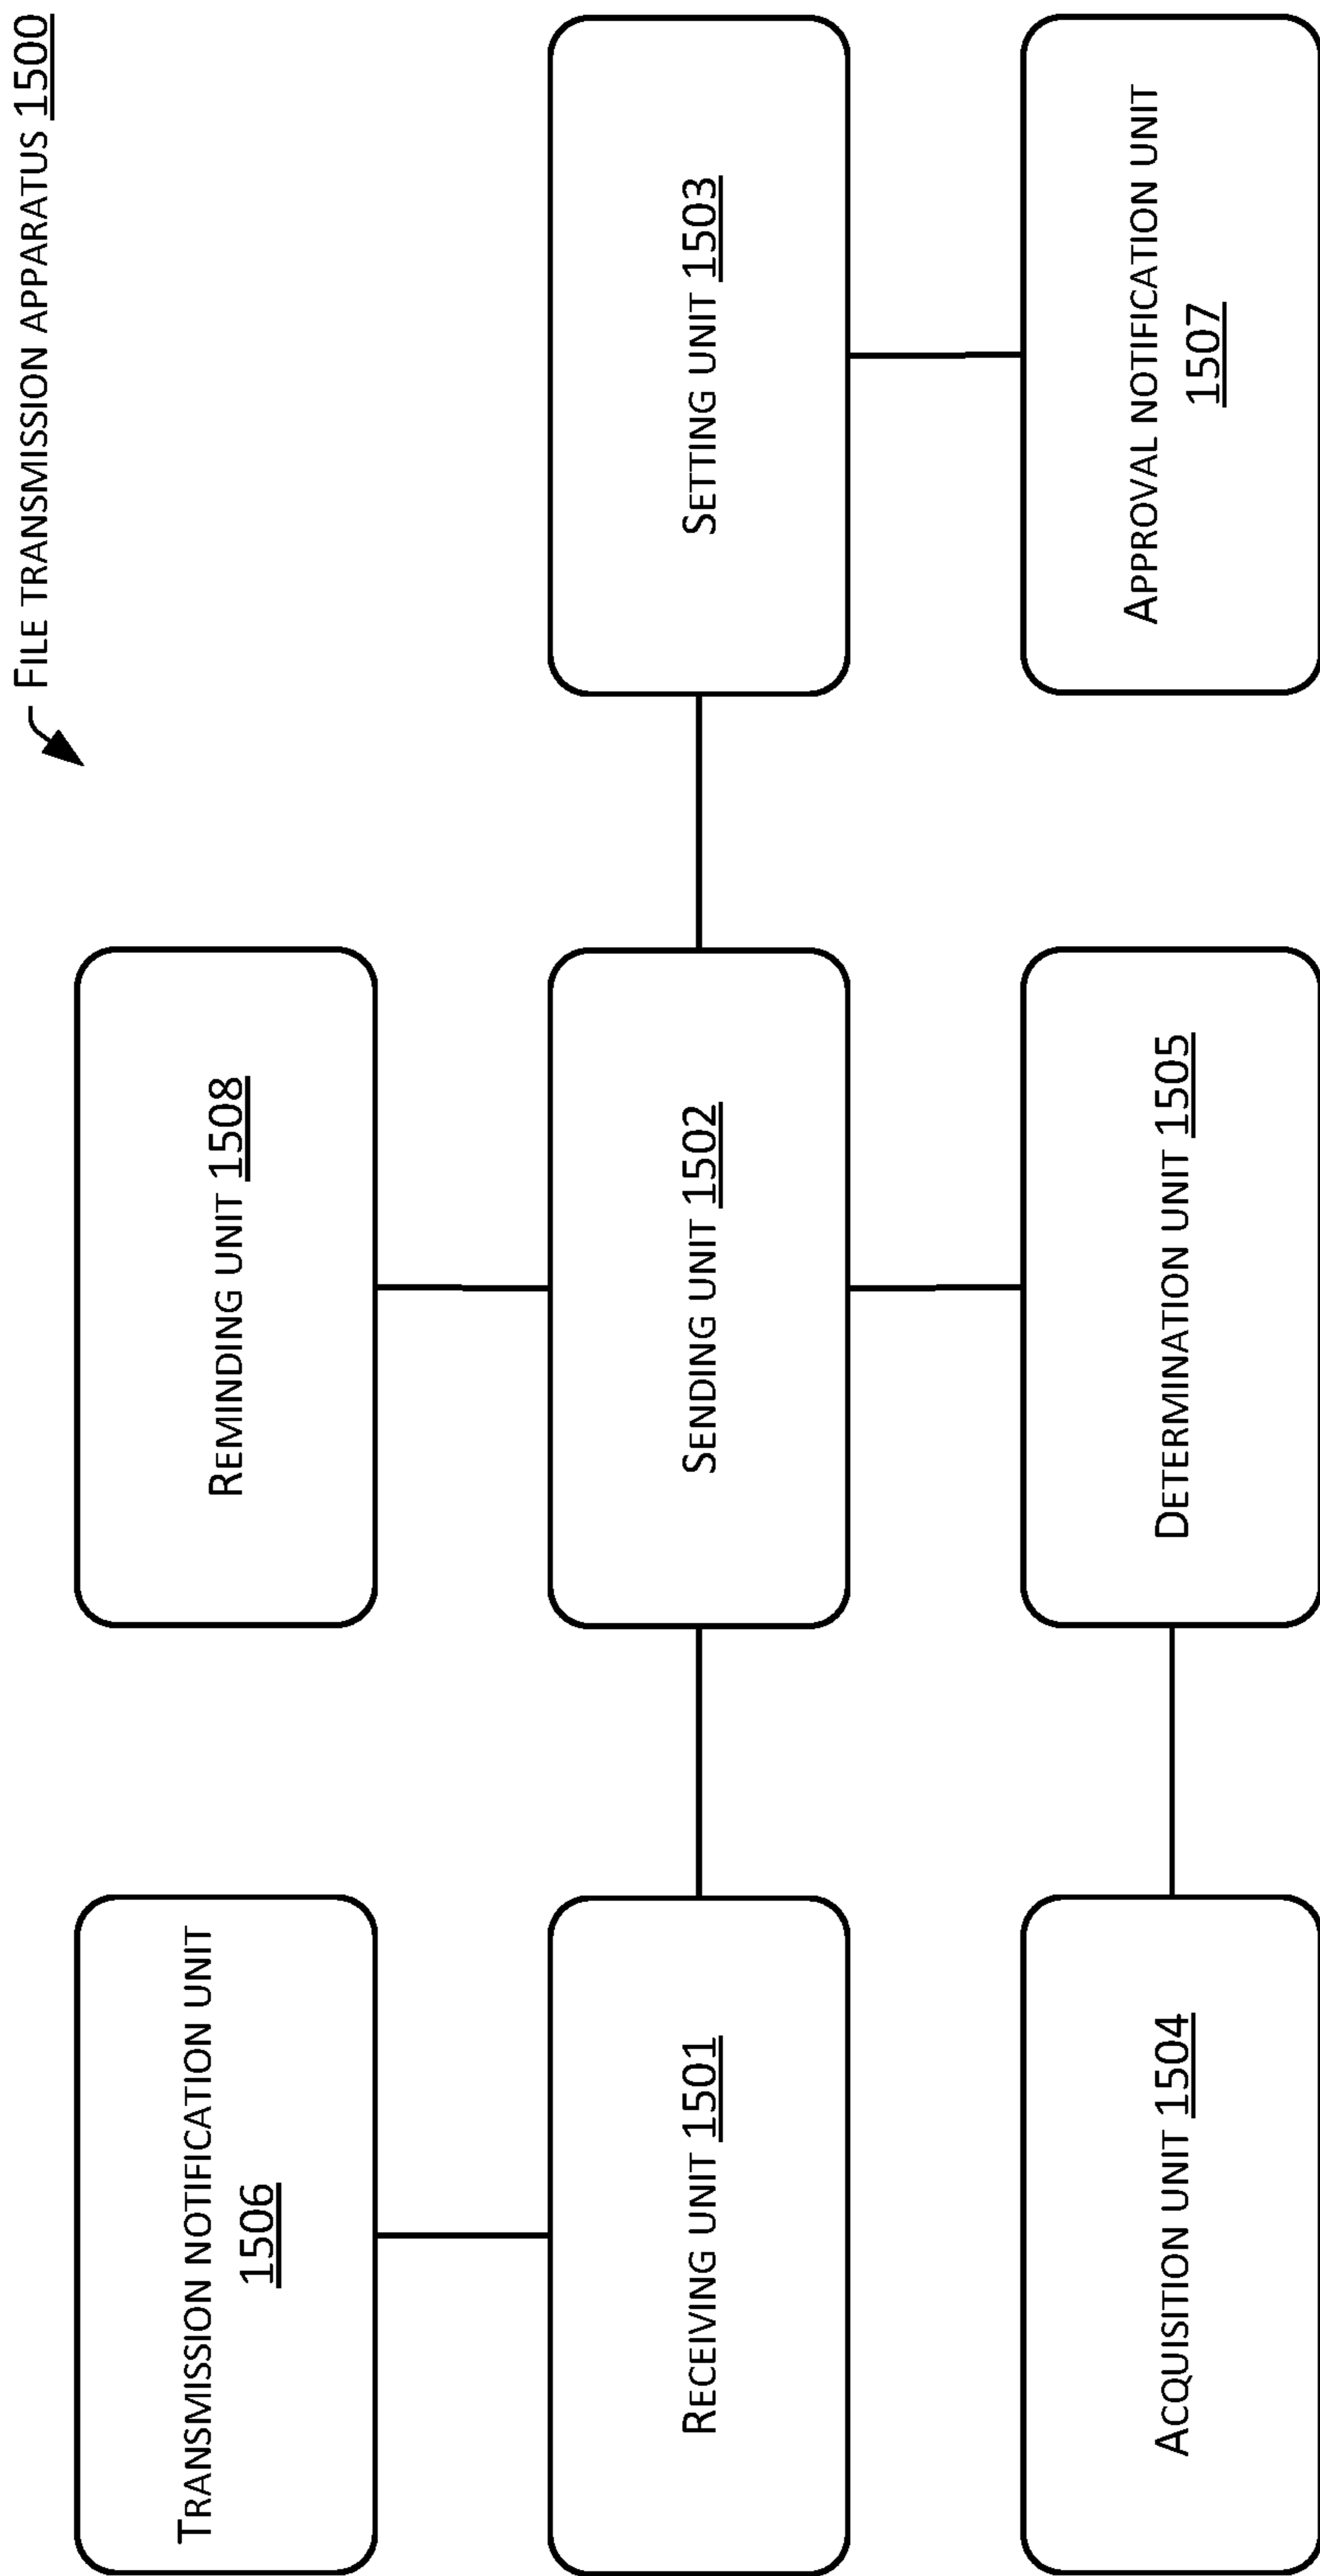 FILE TRANSMISSION APPARATUS 1500
TRANSMISSION NOTIFICATION UNIT
1506
REMINDING UNIT 1508
RECEIVING UNIT 1501
SENDING UNIT 1502
SETTING UNIT 1503
ACQUISITION UNIT 1504
DETERMINATION UNIT 1505
APPROVAL NOTIFICATION UNIT
1507